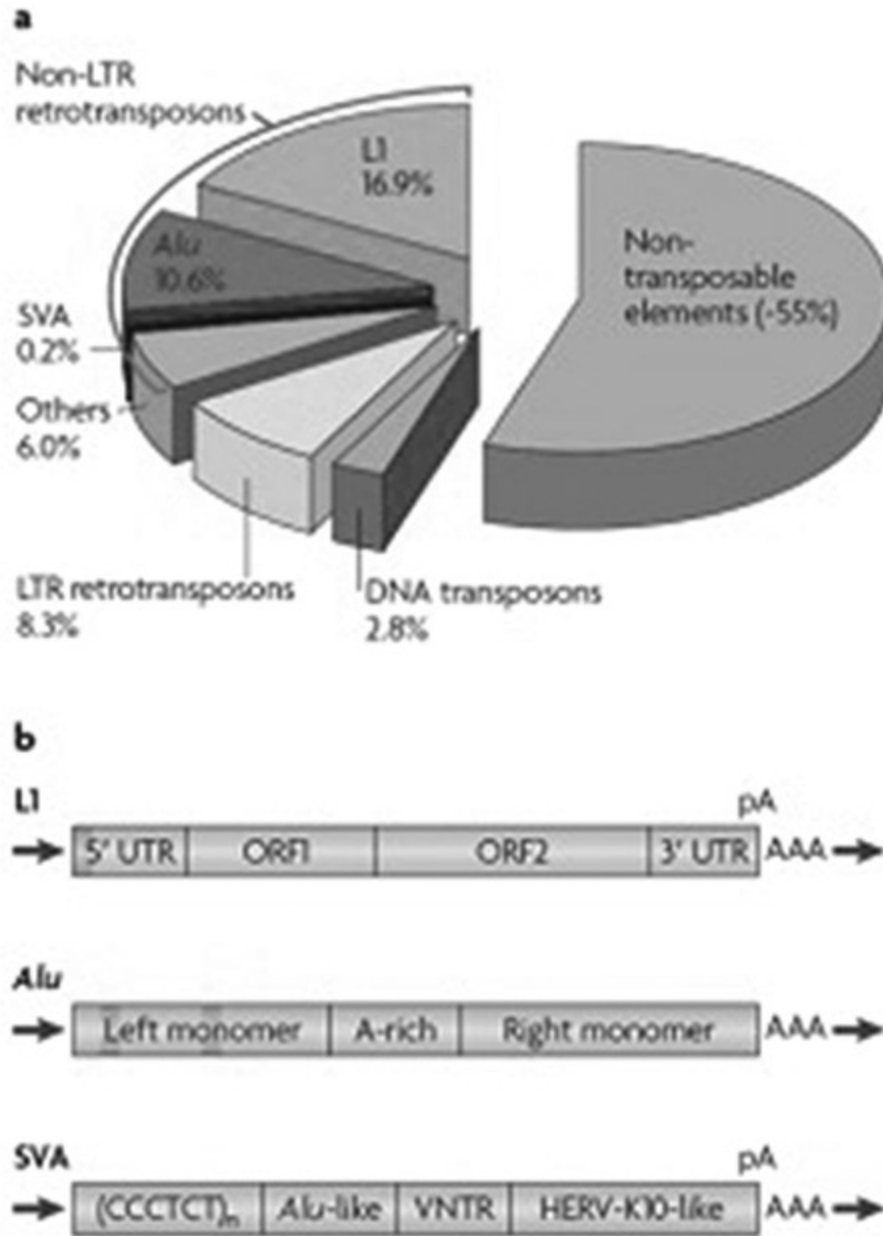 a
Non-LTR
retrotransposons
L1
16.9%
Alu
10.6%
SVA
0.2%
Others
6.0%
Non-
transposable
elements (~55%)
LTR retrotransposons
8.3%
DNA transposons
2.8%
b
L1
pA
5' UTR ORF1 ORF2 3' UTR AAA
Alu
Left monomer A-rich Right monomer AAA
SVA
pA
(CCCTCT)n Alu-like VNTR HERV-K10-like AAA